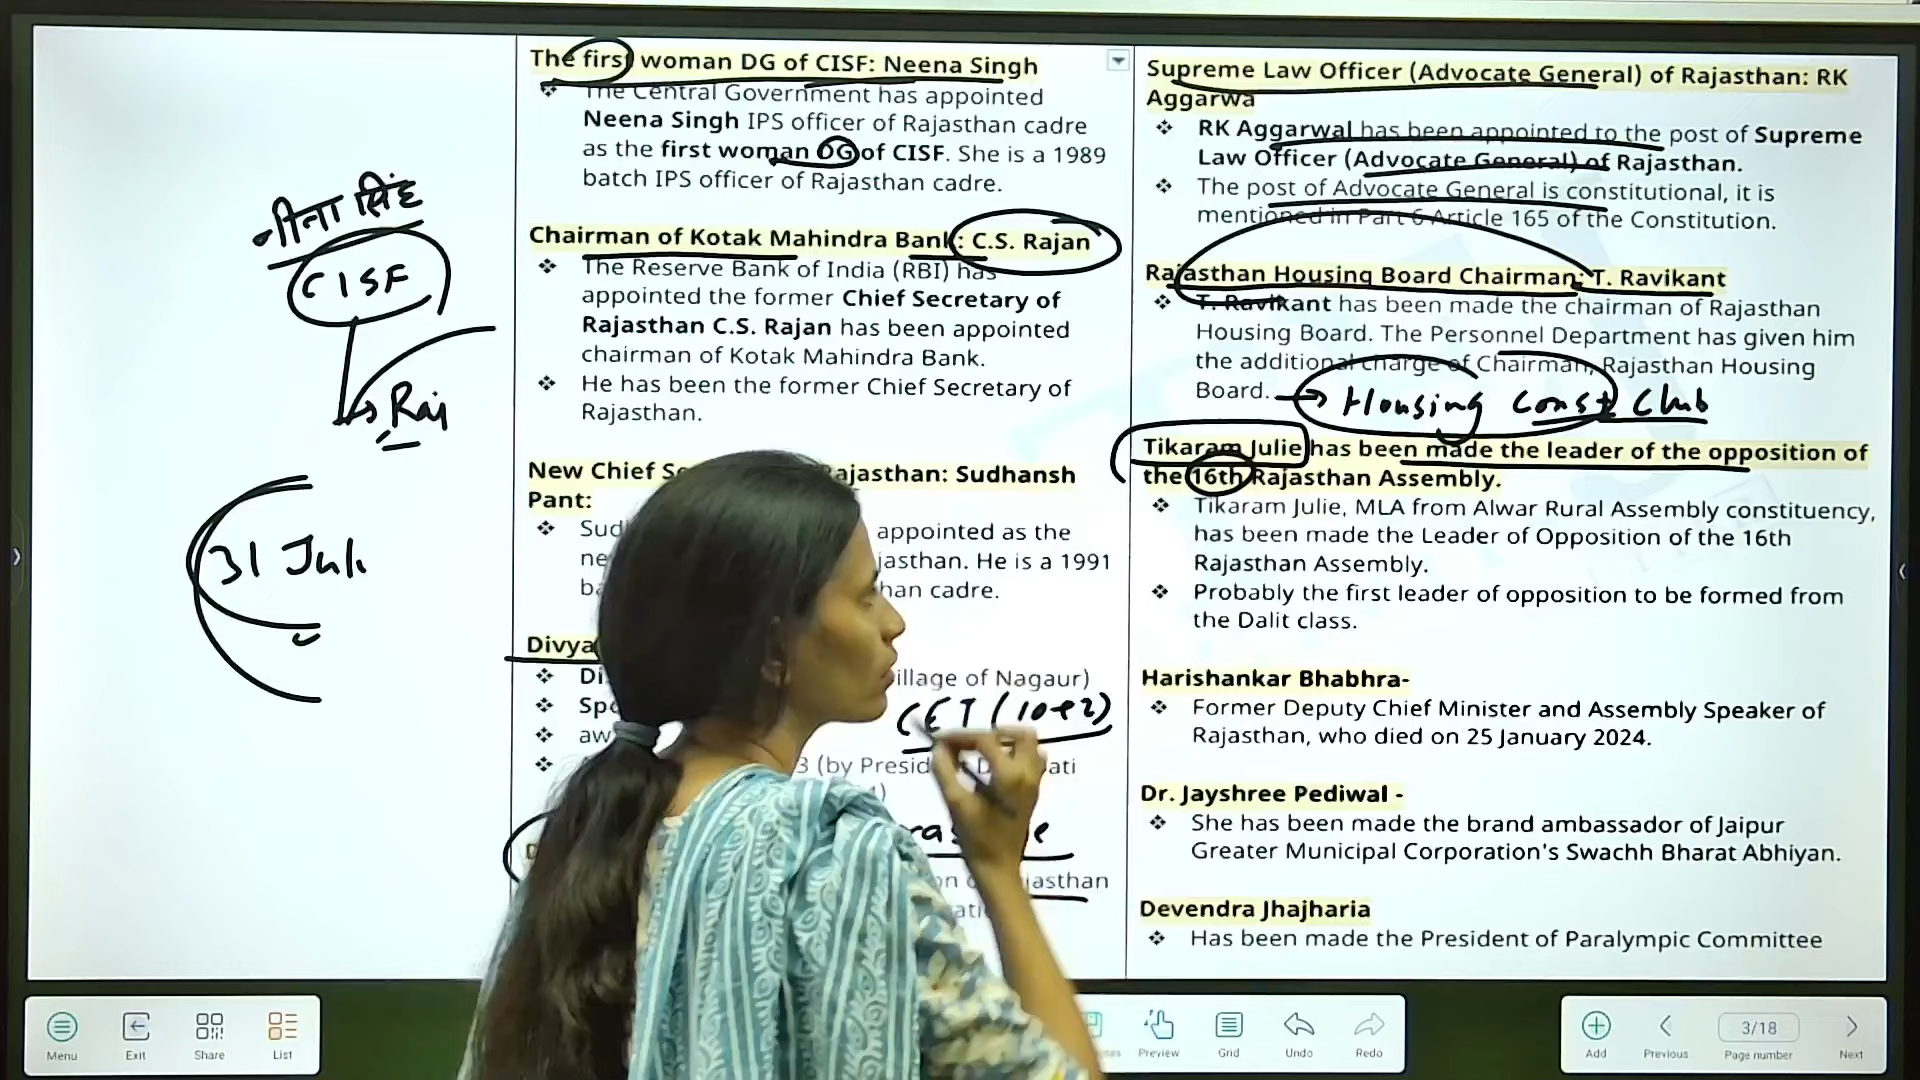 नीना सिंह
CISF
Raj
31 Jul
The first woman DG of CISF: Neena Singh
The Central Government has appointed
Neena Singh IPS officer of Rajasthan cadre
as the first woman DG of CISF. She is a 1989
batch IPS officer of Rajasthan cadre.
Chairman of Kotak Mahindra Bank: C.S. Rajan
The Reserve Bank of India (RBI) has
appointed the former Chief Secretary of
Rajasthan C.S. Rajan has been appointed
chairman of Kotak Mahindra Bank.
He has been the former Chief Secretary of
Rajasthan.
New Chief Rajasthan: Sudhansh
Pant:
appointed as the
He is a 1991
cadre.
village of Nagaur)
CET (10+2)
3 (by President
Supreme Law Officer (Advocate General) of Rajasthan: RK
Aggarwa
RK Aggarwal has been appointed to the post of Supreme
Law Officer (Advocate General) of Rajasthan.
The post of Advocate General is constitutional, it is
mentioned in Part 6 Article 165 of the Constitution.
Rajasthan Housing Board Chairman: T. Ravikant
T. Ravikant has been made the chairman of Rajasthan
Housing Board. The Personnel Department has given him
the additional charge of Chairman, Rajasthan Housing
Board.
Housing Const Club
Tikaram Julie has been made the leader of the opposition of
the 16th Rajasthan Assembly.
Tikaram Julie, MLA from Alwar Rural Assembly constituency,
has been made the Leader of Opposition of the 16th
Rajasthan Assembly.
Probably the first leader of opposition to be formed from
the Dalit class.
Harishankar Bhabhra-
Former Deputy Chief Minister and Assembly Speaker of
Rajasthan, who died on 25 January 2024.
Dr. Jayshree Pediwal -
She has been made the brand ambassador of Jaipur
Greater Municipal Corporation's Swachh Bharat Abhiyan.
Devendra Jhajharia
Has been made the President of Paralympic Committee
Menu
Exit
Share
List
Preview
Grid
Undo
Redo
Add
Previous
3/18
Page number
Next